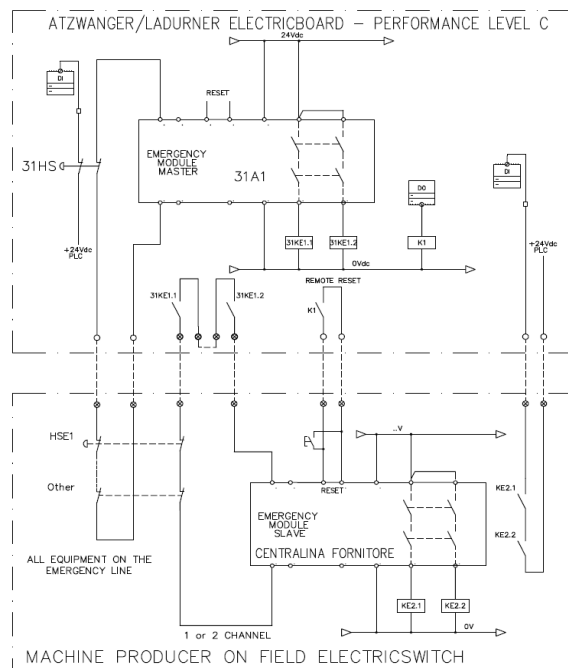 ATZWANGER/LADURNER ELECTRICBOARD – PERFORMANCE LEVEL C
24Vdc
DI
RESET
DI
31HS
EMERGENCY
MODULE
MASTER
31A1
DO
+24Vdc
PLC
31KE1.1
31KE1.2
K1
+24Vdc
PLC
0Vdc
REMOTE RESET
31KE1.1
31KE1.2
K1
HSE1
..V
Other
RESET
KE2.1
EMERGENCY
MODULE
SLAVE
CENTRALINA FORNITORE
KE2.2
ALL EQUIPMENT ON THE
EMERGENCY LINE
KE2.1
KE2.2
1 or 2 CHANNEL
0V
MACHINE PRODUCER ON FIELD ELECTRICSWITCH